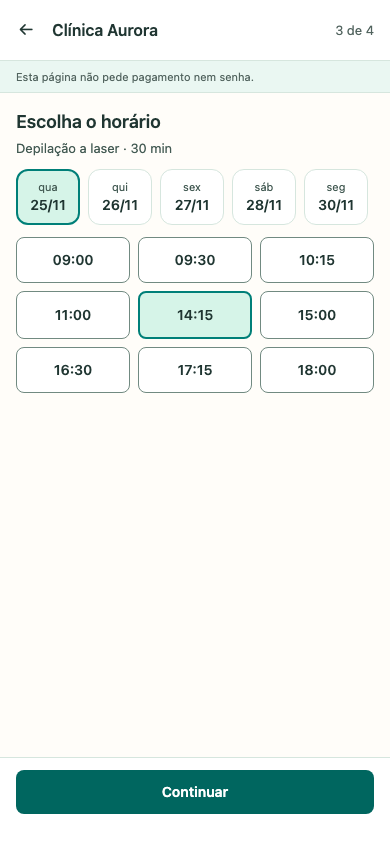 Clínica Aurora
3 de 4
Esta página não pede pagamento nem senha.
Escolha o horário
Depilação a laser · 30 min
qua qui sex sáb seg
25/11 26/11 27/11 28/11 30/11
09:00 09:30 10:15
11:00 14:15 15:00
16:30 17:15 18:00
Continuar